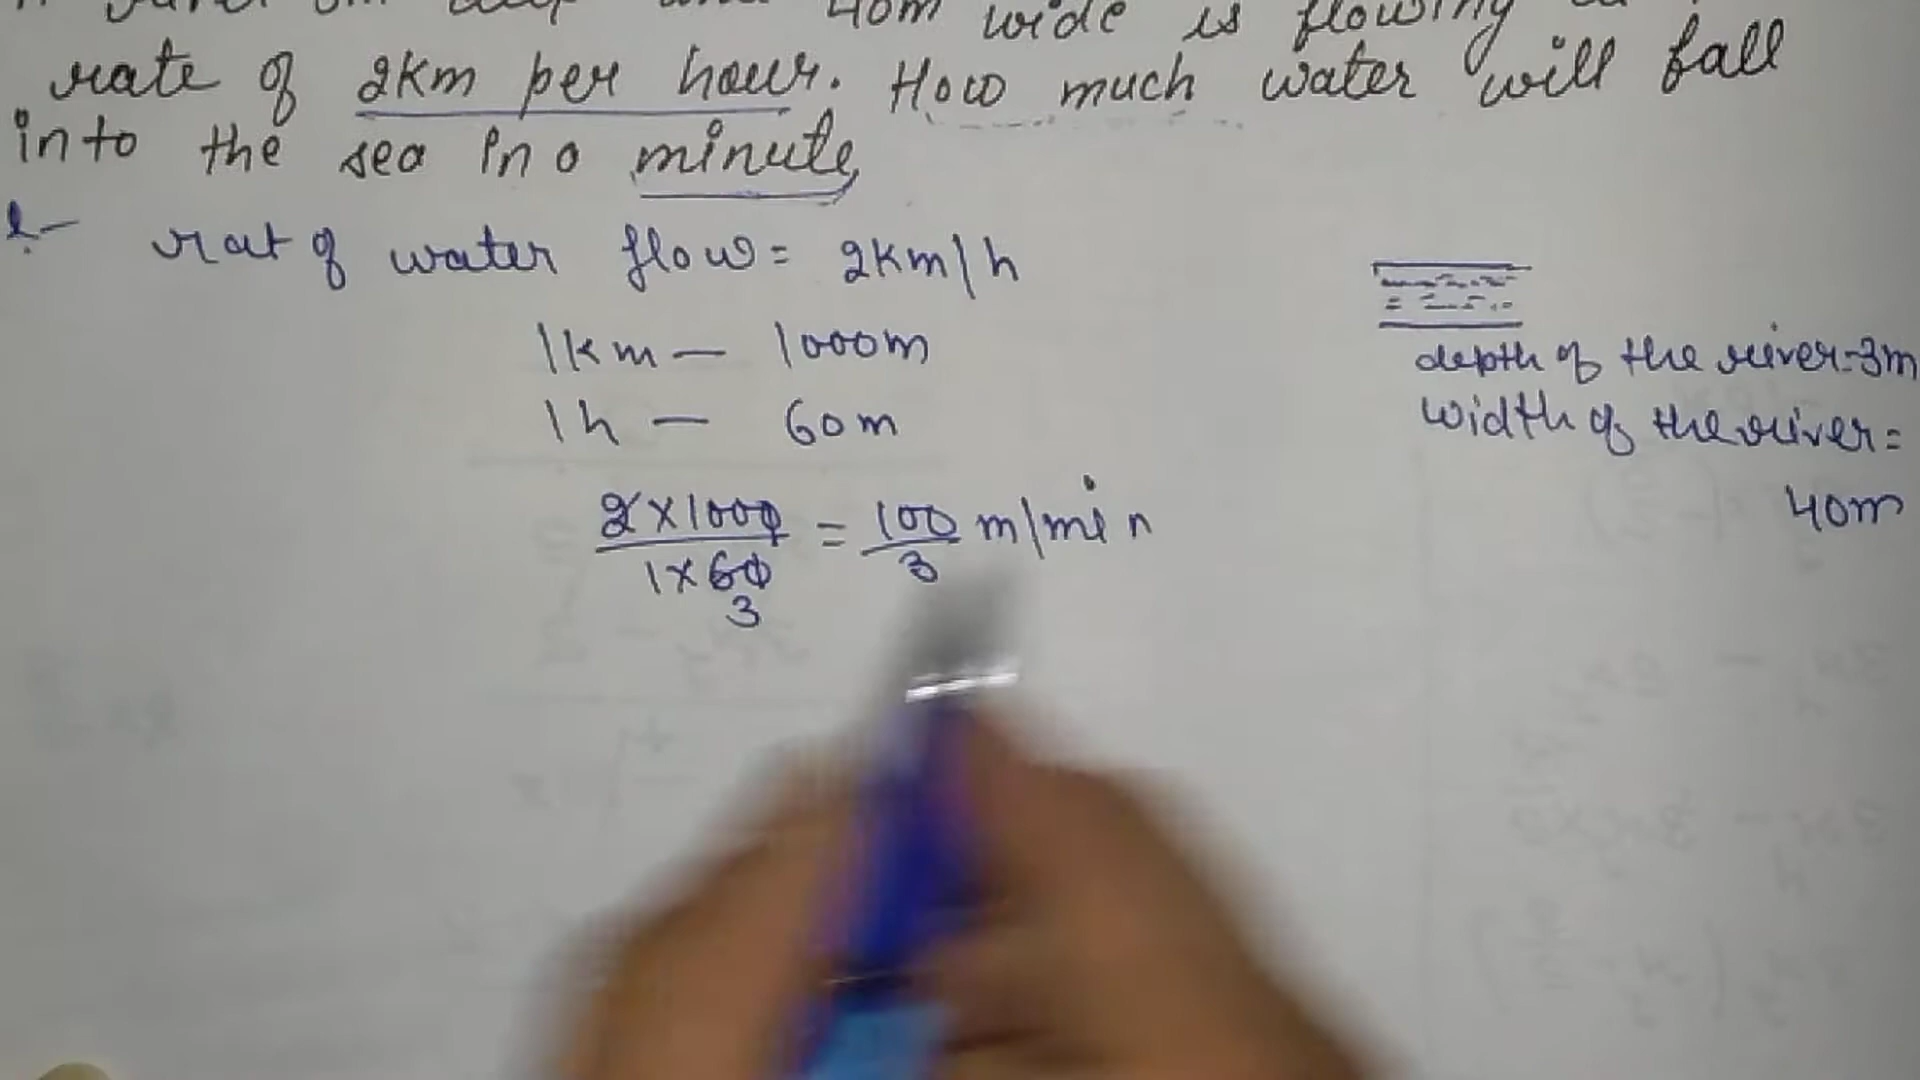 40m wide is flowing
rate of 2km per hour. How much water will fall
into the sea in a minute
rat of water flow = 2km/h
1km — 1000m
1h — 60m
2×1000 = 100 m/min
1×60 3
3
depth of the river-3m
width of the river =
40m